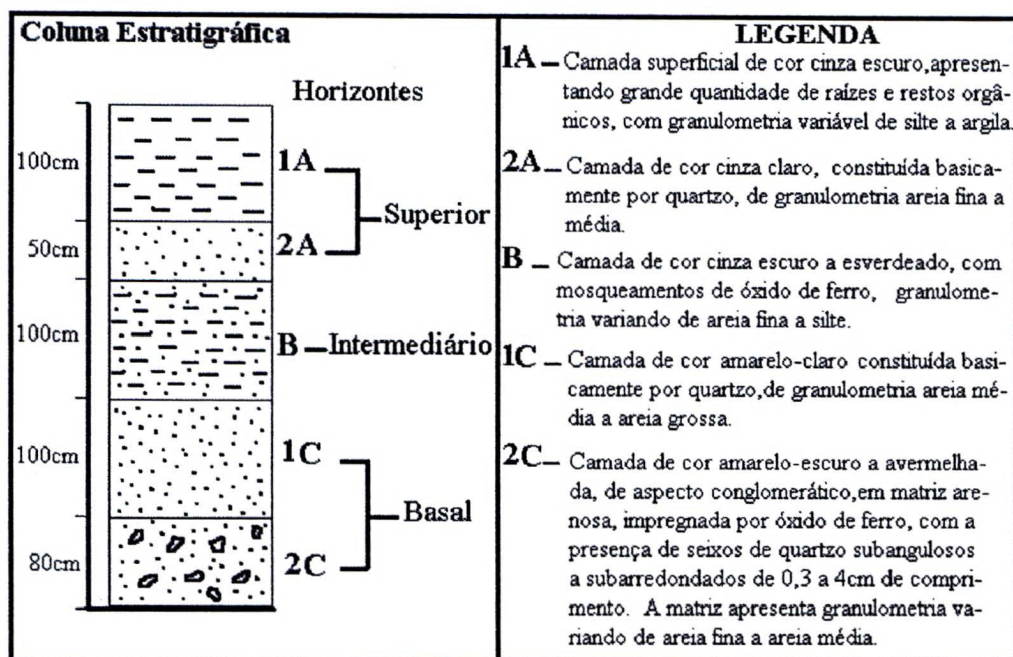 Coluna Estratigráfica
Horizontes
100cm
1A
Superior
50cm
2A
100cm
B
Intermediário
100cm
1C
Basal
80cm
2C
LEGENDA
1A – Camada superficial de cor cinza escuro,apresen-
tando grande quantidade de raízes e restos orgâ-
nicos, com granulometria variável de silte a argila.
2A – Camada de cor cinza claro, constituída basica-
mente por quartzo, de granulometria areia fina a
média.
B – Camada de cor cinza escuro a esverdeado, com
mosqueamentos de óxido de ferro, granulome-
tria variando de areia fina a silte.
1C – Camada de cor amarelo-claro constituída basi-
camente por quartzo,de granulometria areia mé-
dia a areia grossa.
2C – Camada de cor amarelo-escuro a avermelha-
da, de aspecto conglomerático,em matriz are-
nosa, impregnada por óxido de ferro, com a
presença de seixos de quartzo subangulosos
a subarredondados de 0,3 a 4cm de compri-
mento. A matriz apresenta granulometria va-
riando de areia fina a areia média.